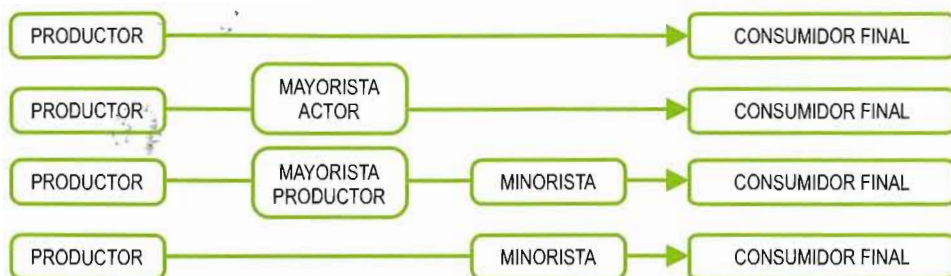 PRODUCTOR
CONSUMIDOR FINAL
PRODUCTOR
MAYORISTA
ACTOR
CONSUMIDOR FINAL
PRODUCTOR
MAYORISTA
PRODUCTOR
MINORISTA
CONSUMIDOR FINAL
PRODUCTOR
MINORISTA
CONSUMIDOR FINAL